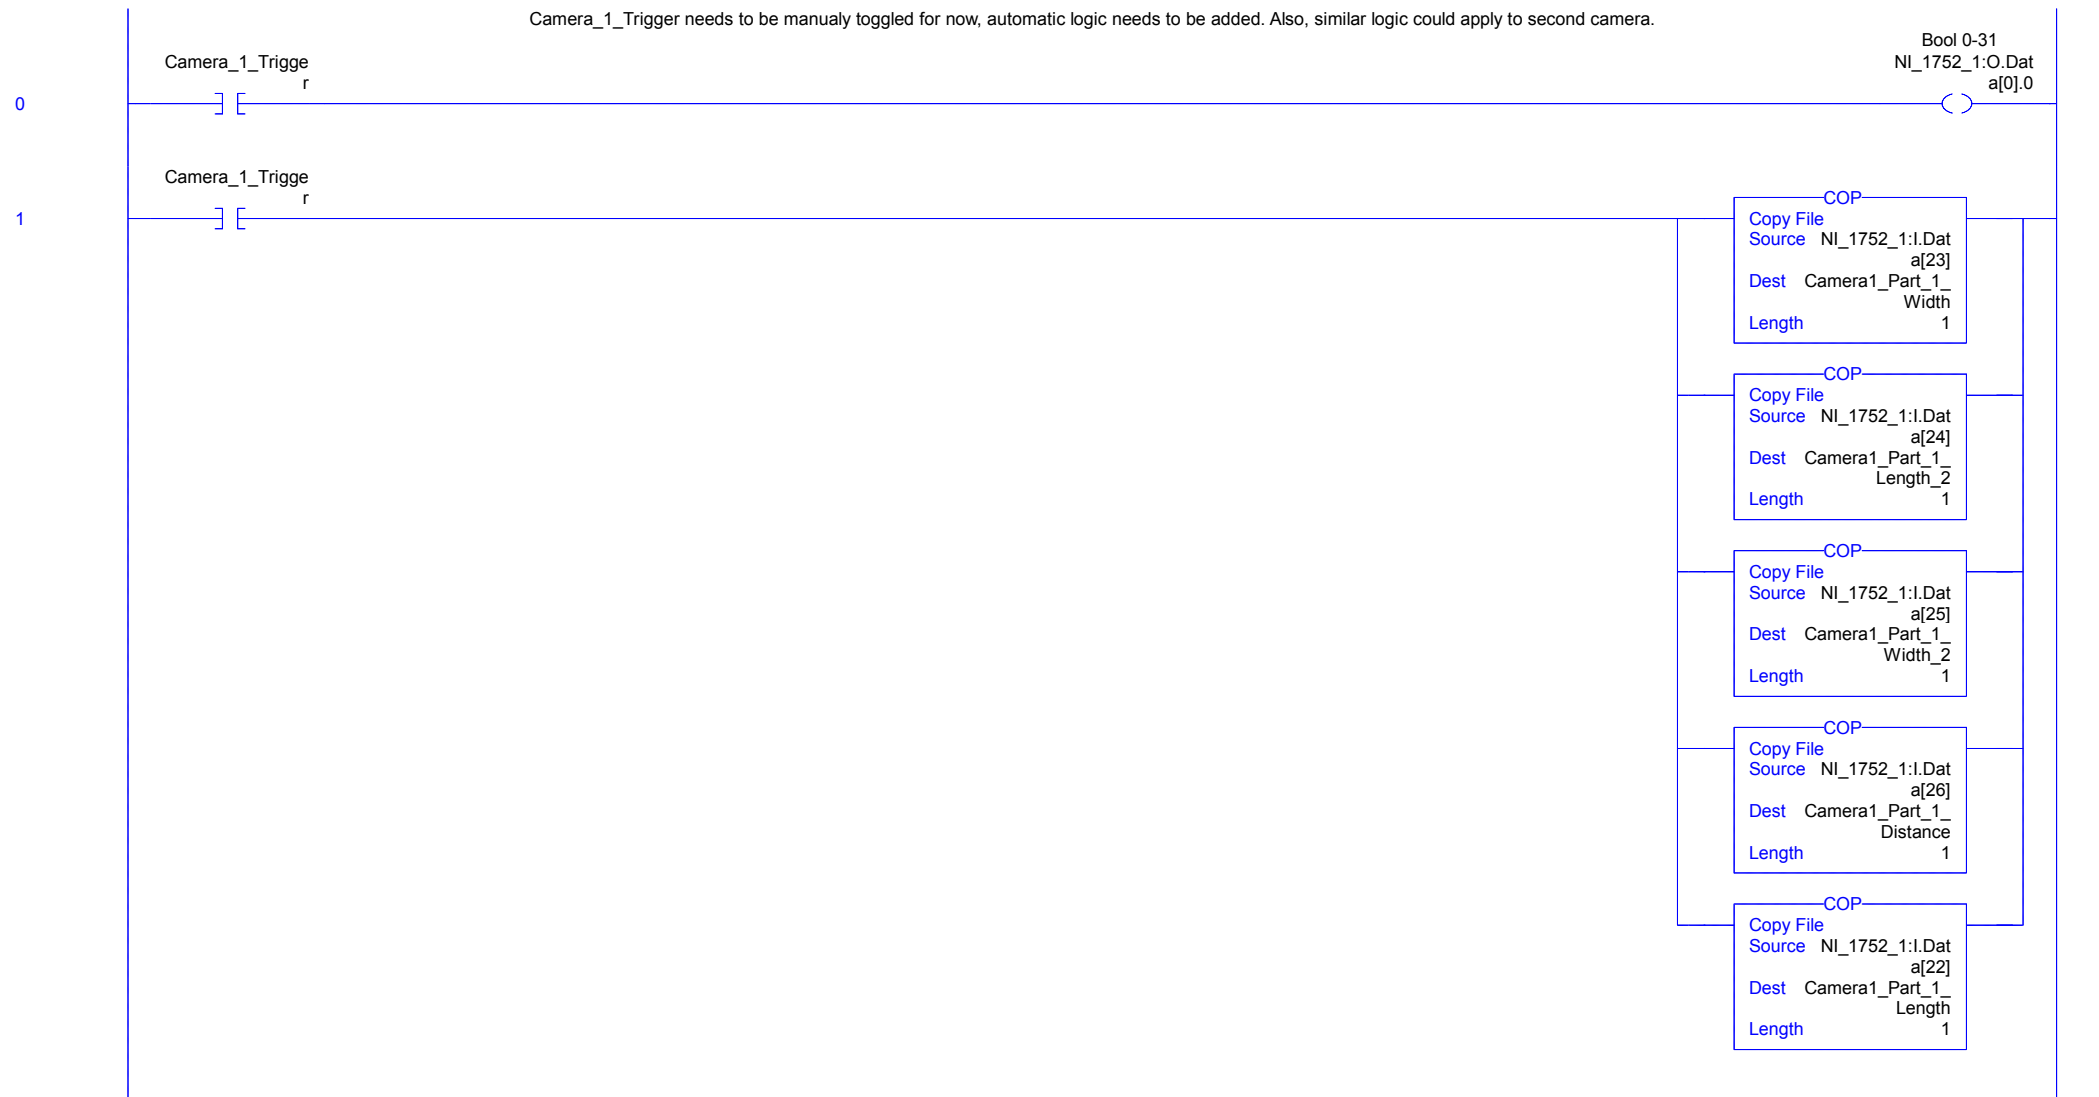 Camera_1_Trigger needs to be manualy toggled for now, automatic logic needs to be added. Also, similar logic could apply to second camera.
Bool 0-31
Camera_1_Trigge
r
NI_1752_1:O.Dat
a[0].0
0
Camera_1_Trigge
r
1
COP
Copy File
Source NI_1752_1:I.Dat
a[23]
Dest Camera1_Part_1_
Width
Length 1
COP
Copy File
Source NI_1752_1:I.Dat
a[24]
Dest Camera1_Part_1_
Length_2
Length 1
COP
Copy File
Source NI_1752_1:I.Dat
a[25]
Dest Camera1_Part_1_
Width_2
Length 1
COP
Copy File
Source NI_1752_1:I.Dat
a[26]
Dest Camera1_Part_1_
Distance
Length 1
COP
Copy File
Source NI_1752_1:I.Dat
a[22]
Dest Camera1_Part_1_
Length
Length 1